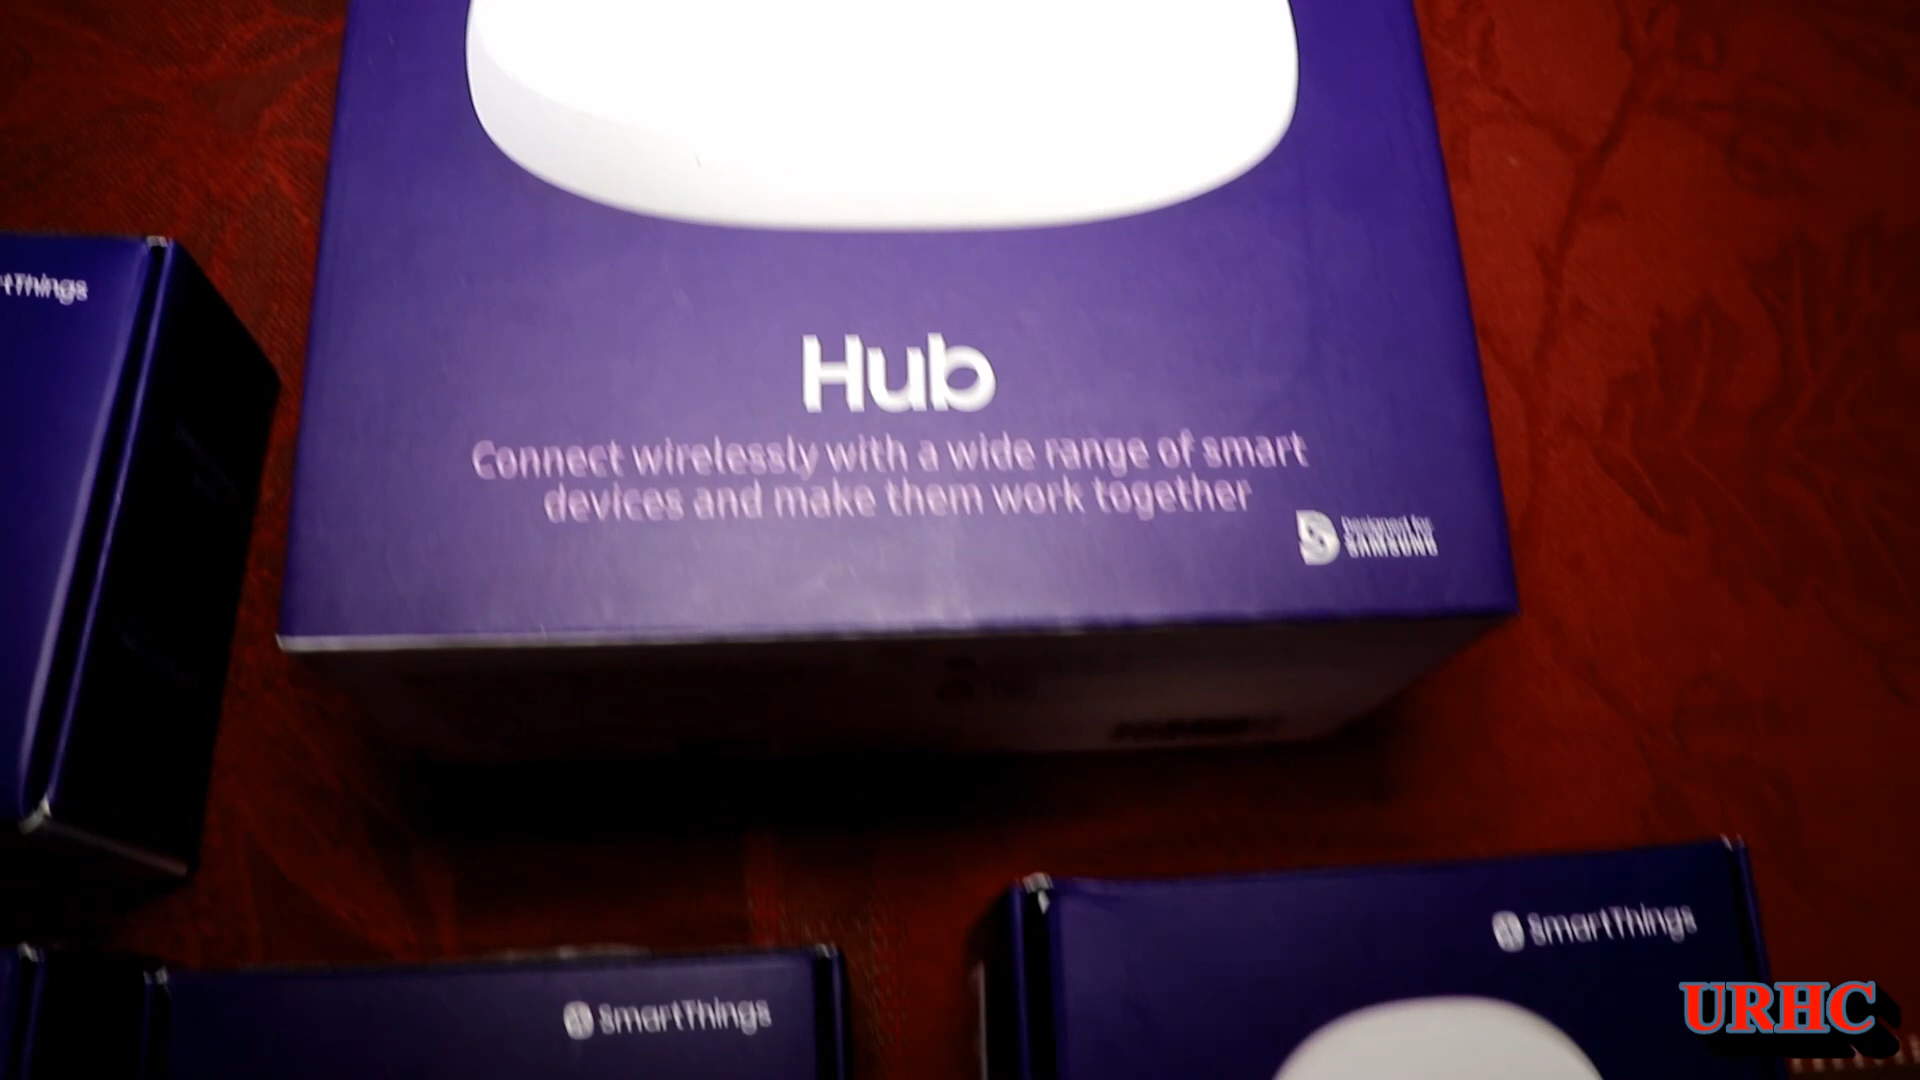 tThings
Hub
Connect wirelessly with a wide range of smart
devices and make them work together
Designed for
SAMSUNG
SmartThings
SmartThings
URHC